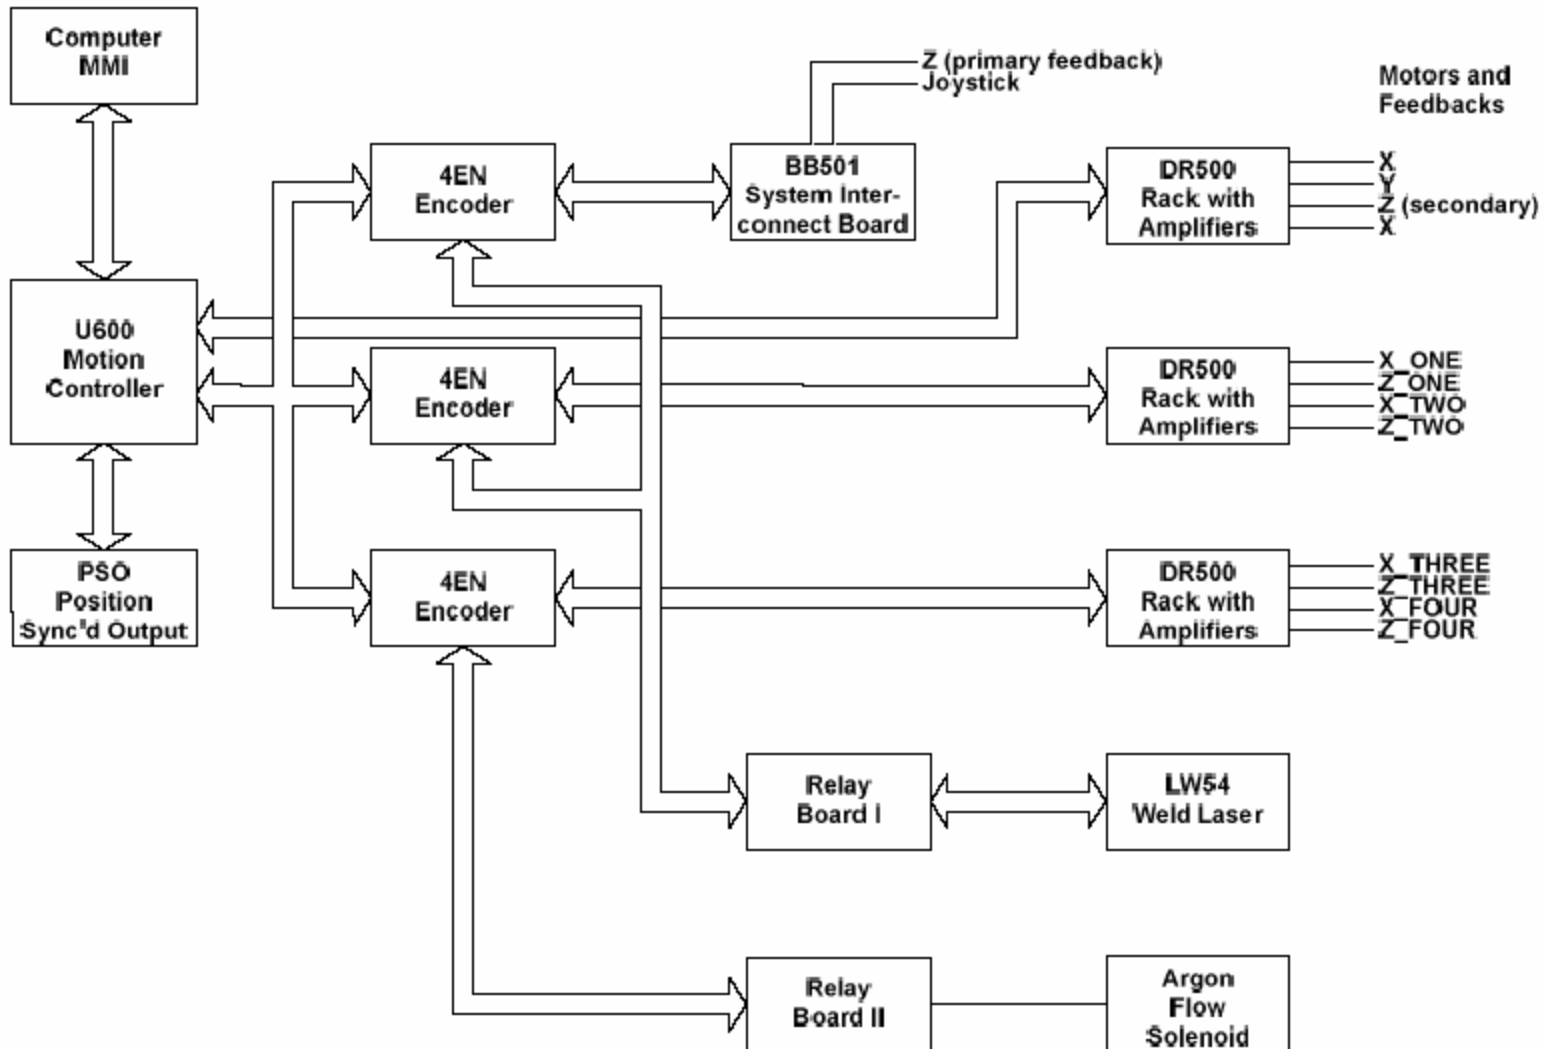 Computer
MMI
Z (primary feedback)
Joystick
Motors and
Feedbacks
4EN
Encoder
BB501
System Inter-
connect Board
DR500
Rack with
Amplifiers
X
Y
Z (secondary)
X
U600
Motion
Controller
4EN
Encoder
DR500
Rack with
Amplifiers
X_ONE
Z_ONE
X_TWO
Z_TWO
PSO
Position
Sync'd Output
4EN
Encoder
DR500
Rack with
Amplifiers
X_THREE
Z_THREE
X_FOUR
Z_FOUR
Relay
Board I
LW54
Weld Laser
Relay
Board II
Argon
Flow
Solenoid